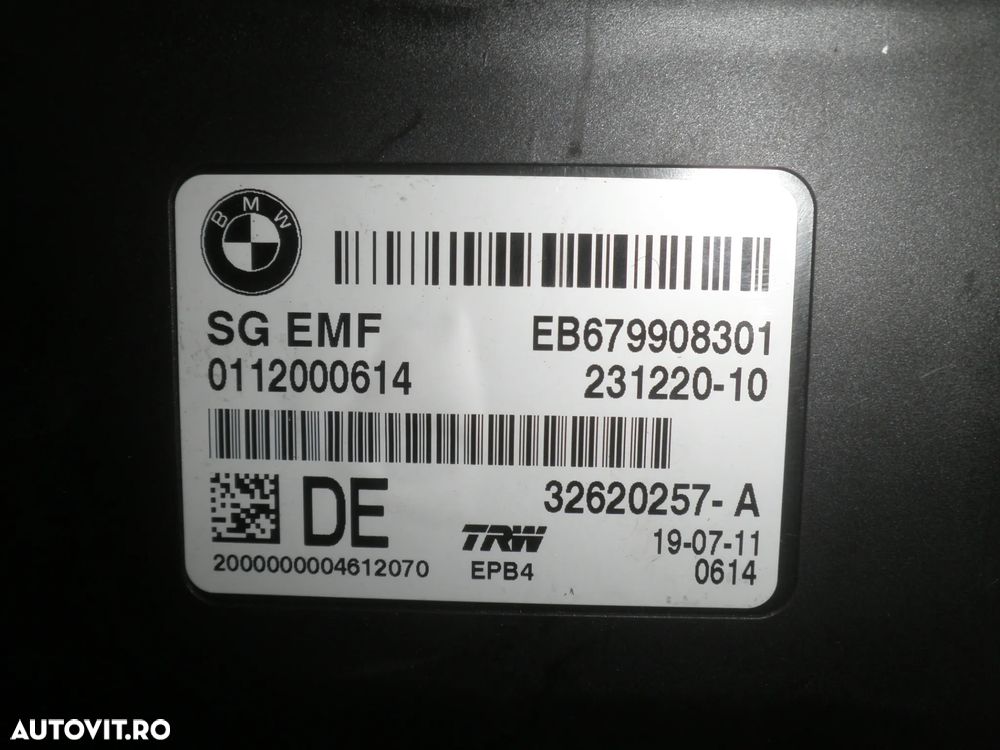 BMW
SG EMF
EB679908301
0112000614
231220-10
DE
32620257-A
TRW
19-07-11
2000000004612070
EPB4
0614
AUTOVIT.RO